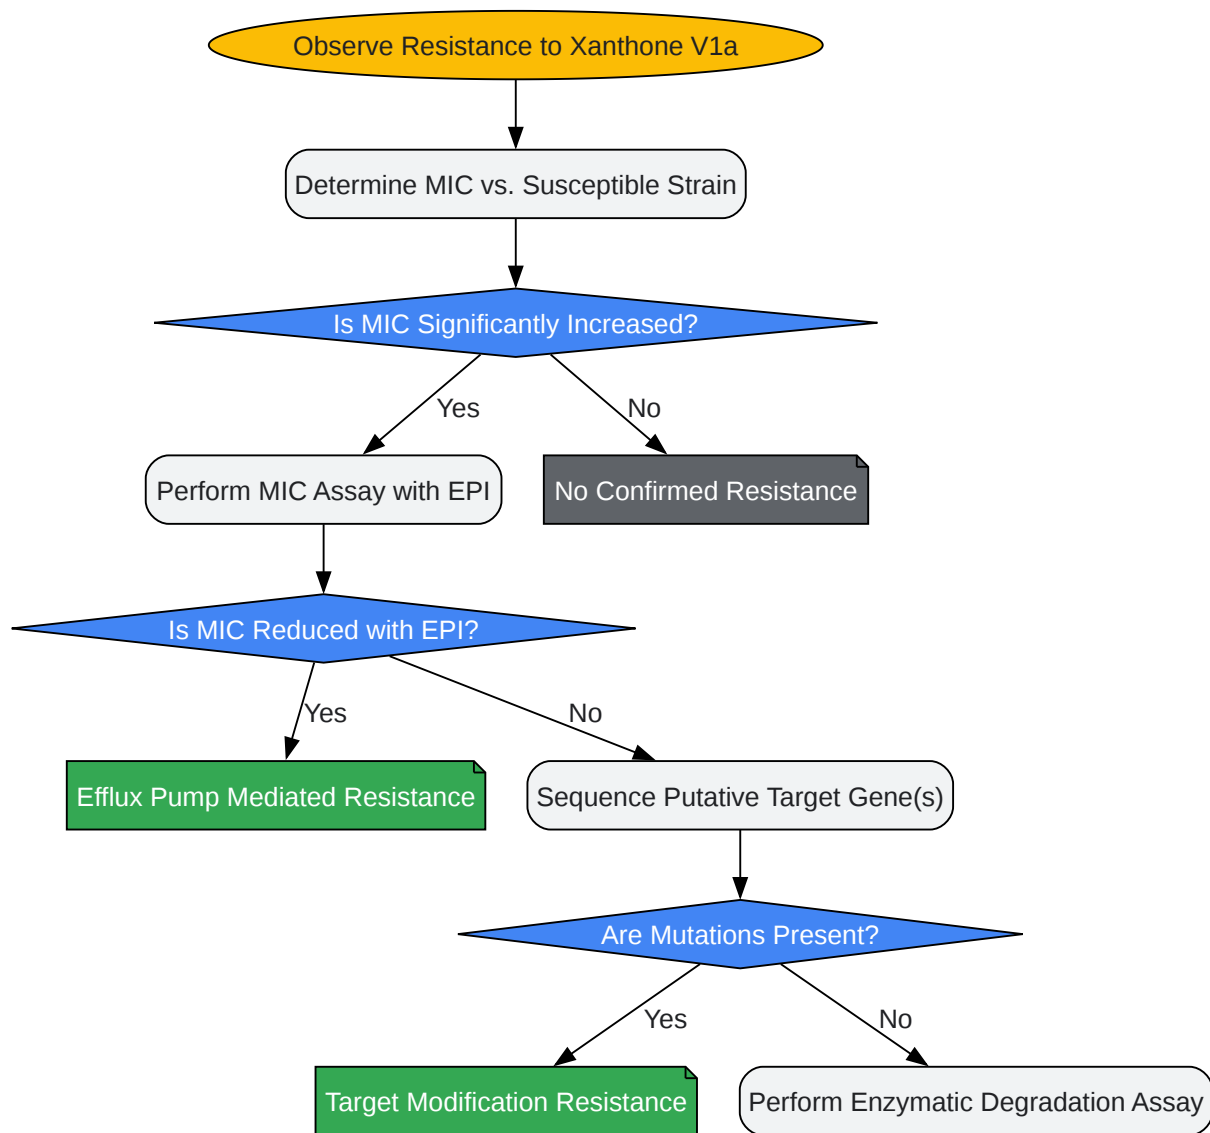 Observe Resistance to Xanthone V1a
Determine MIC vs. Susceptible Strain
Is MIC Significantly Increased?
Yes
No
Perform MIC Assay with EPI
No Confirmed Resistance
Is MIC Reduced with EPI?
Yes
No
Efflux Pump Mediated Resistance
Sequence Putative Target Gene(s)
Are Mutations Present?
Yes
No
Target Modification Resistance
Perform Enzymatic Degradation Assay